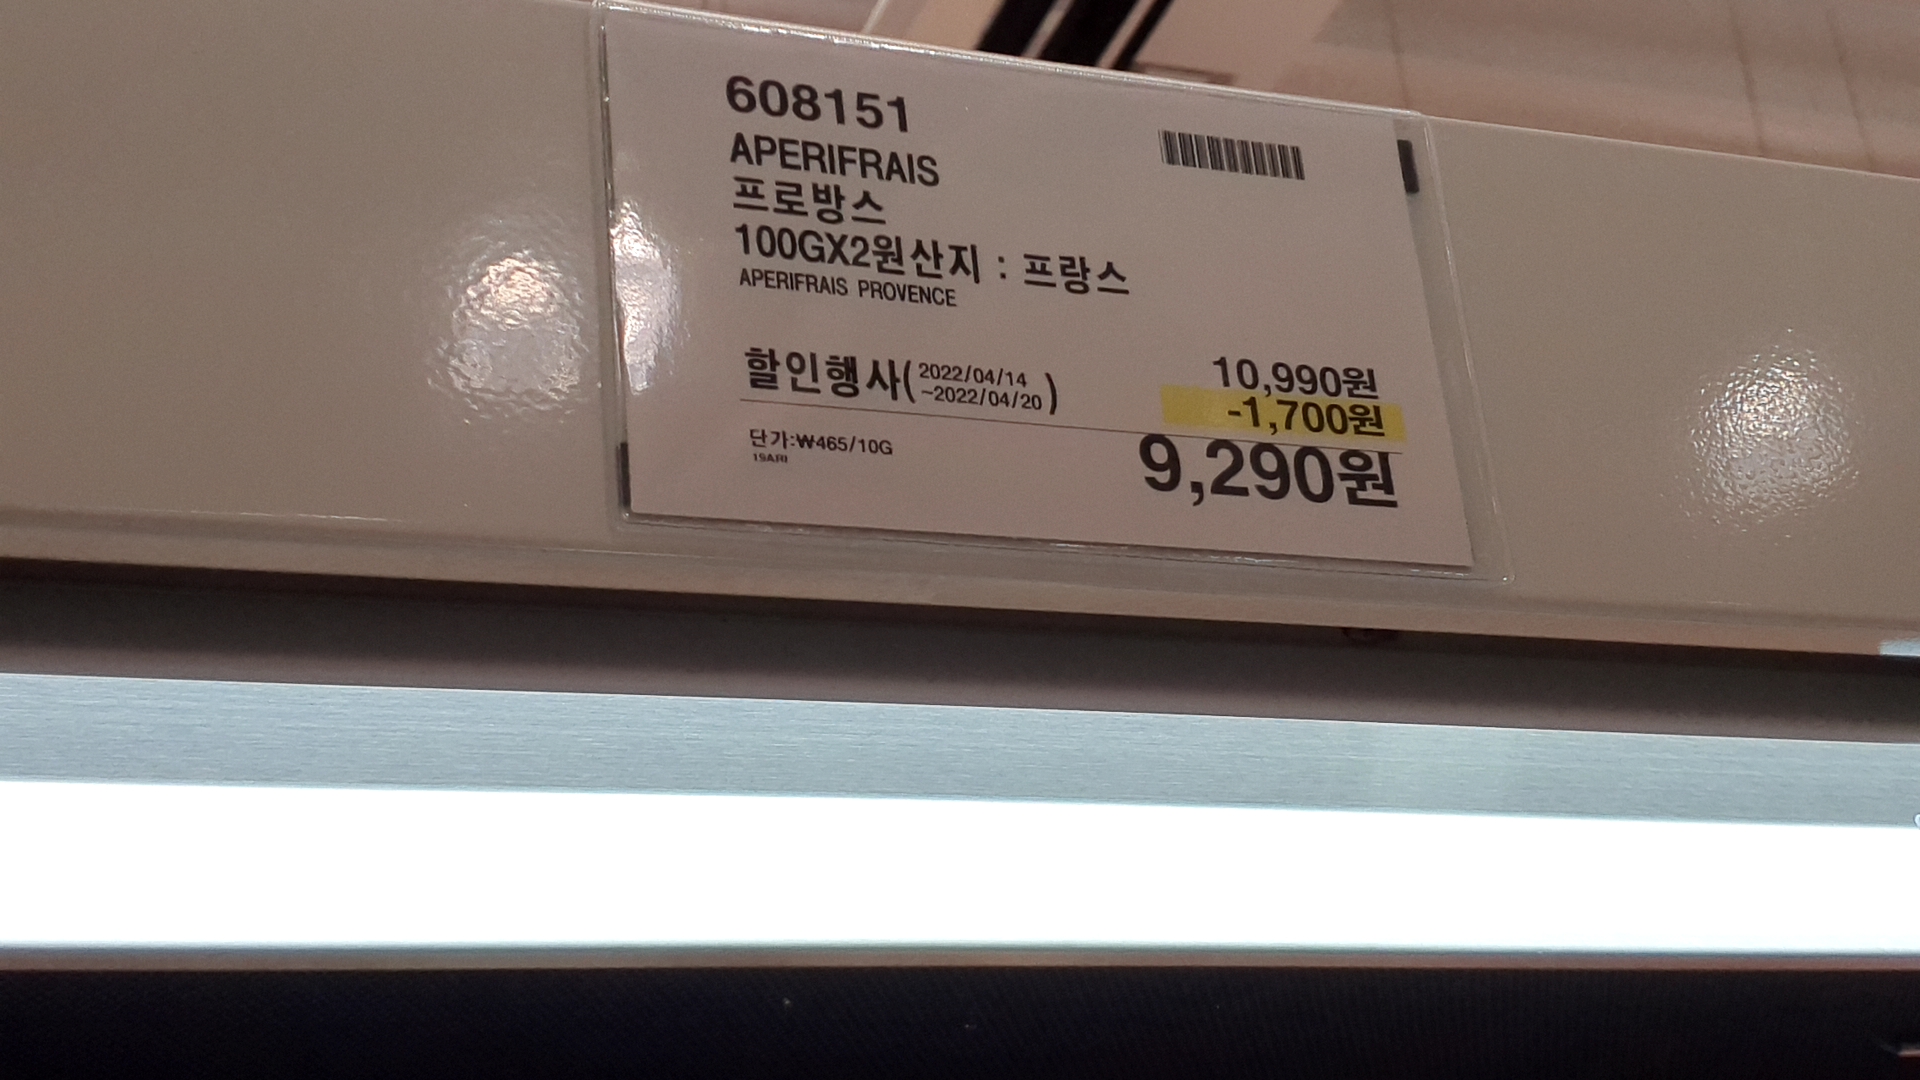 608151
APERIFRAIS
프로방스
100GX2원산지 : 프랑스
APERIFRAIS PROVENCE
할인행사(2022/04/14
~2022/04/20)
10,990원
-1,700원
단가:₩465/10G
9,290원
19ARI